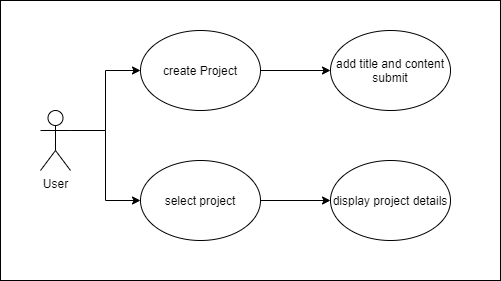 create Project
add title and content
submit
User
select project
display project details